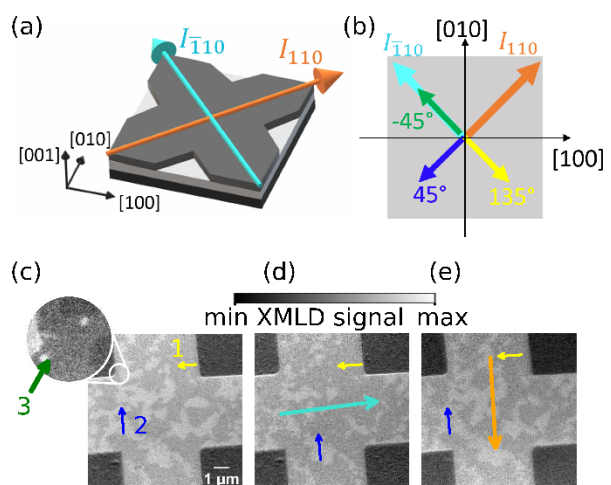 (a)
I_{\bar{1}10}
I_{110}
[001]
[010]
[100]
(b)
[010]
I_{\bar{1}10}
I_{110}
-45°
[100]
45°
135°
(c)
(d)
(e)
min XMLD signal max
1
3
2
1 μm